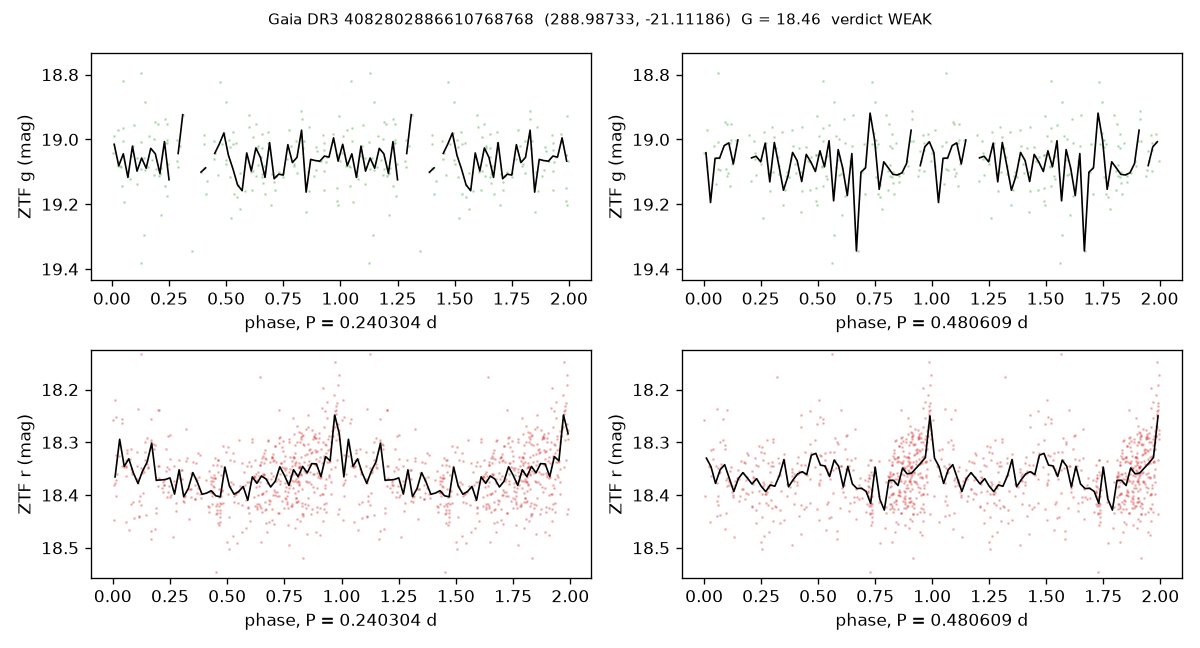 Gaia DR3 4082802886610768768 (288.98733, -21.11186) G = 18.46 verdict WEAK
ZTF g (mag)
18.8
19.0
19.2
19.4
0.00 0.25 0.50 0.75 1.00 1.25 1.50 1.75 2.00
phase, P = 0.240304 d
ZTF g (mag)
18.8
19.0
19.2
19.4
0.00 0.25 0.50 0.75 1.00 1.25 1.50 1.75 2.00
phase, P = 0.480609 d
ZTF r (mag)
18.2
18.3
18.4
18.5
0.00 0.25 0.50 0.75 1.00 1.25 1.50 1.75 2.00
phase, P = 0.240304 d
ZTF r (mag)
18.2
18.3
18.4
18.5
0.00 0.25 0.50 0.75 1.00 1.25 1.50 1.75 2.00
phase, P = 0.480609 d